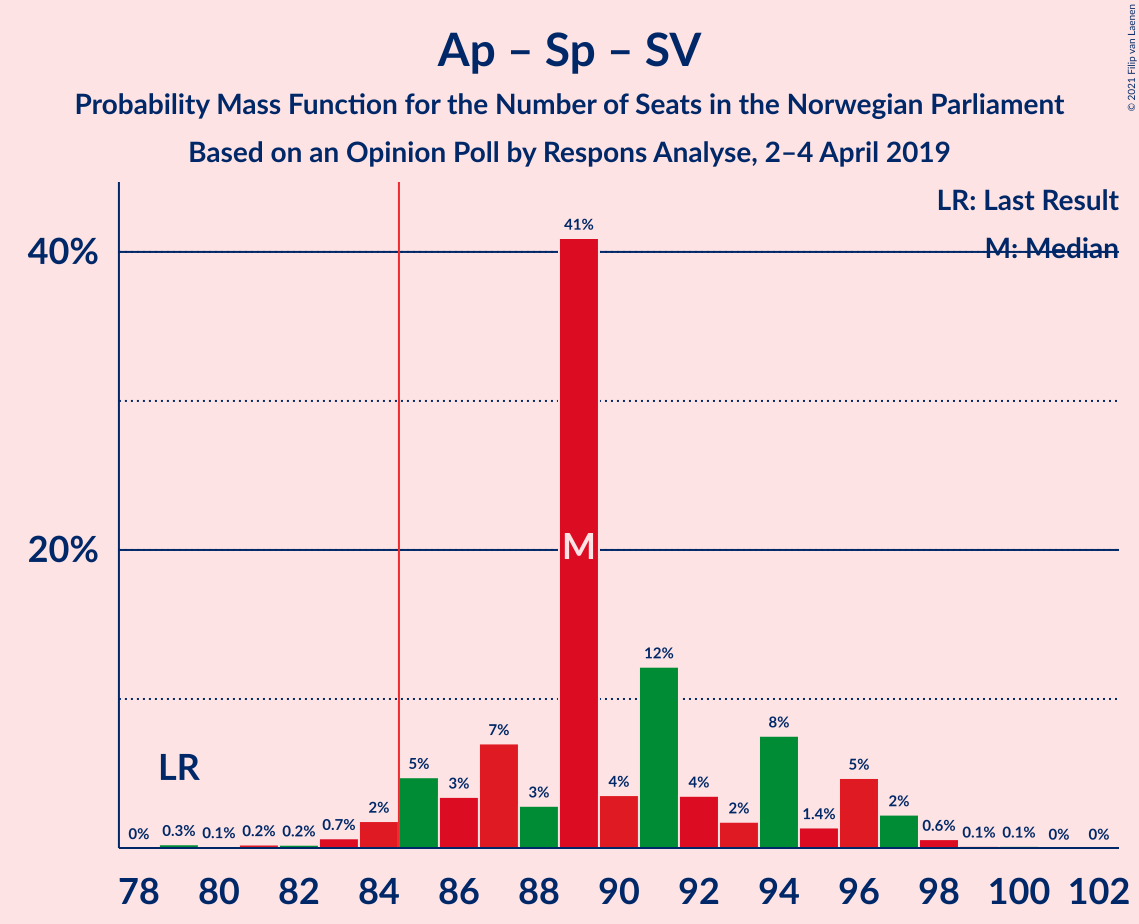 Ap – Sp – SV
Probability Mass Function for the Number of Seats in the Norwegian Parliament
Based on an Opinion Poll by Respons Analyse, 2–4 April 2019
© 2021 Filip van Laenen
LR: Last Result
M: Median
40%
20%
LR
M
0% 0.3% 0.1% 0.2% 0.2% 0.7% 2% 5% 3% 7% 3% 41% 4% 12% 4% 2% 8% 1.4% 5% 2% 0.6% 0.1% 0.1% 0% 0%
78 80 82 84 86 88 90 92 94 96 98 100 102